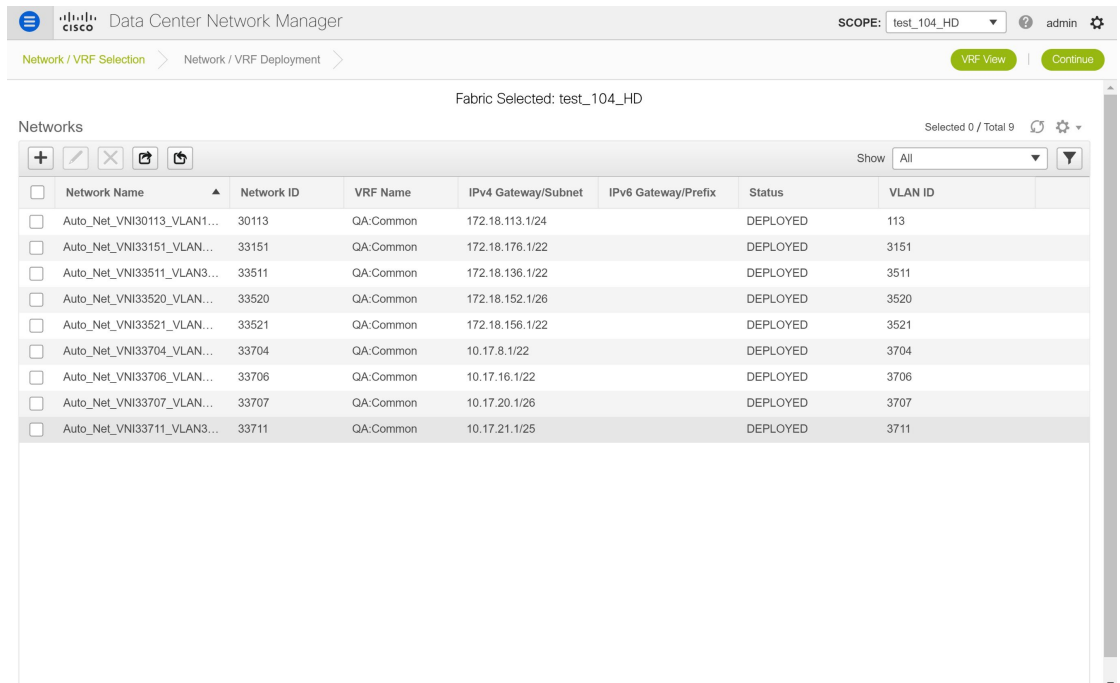 cisco Data Center Network Manager SCOPE: test_104_HD admin
Network / VRF Selection Network / VRF Deployment VRF View Continue
Fabric Selected: test_104_HD
Networks Selected 0 / Total 9
Show All
Network Name Network ID VRF Name IPv4 Gateway/Subnet IPv6 Gateway/Prefix Status VLAN ID
Auto_Net_VNI30113_VLAN1... 30113 QA:Common 172.18.113.1/24 DEPLOYED 113
Auto_Net_VNI33151_VLAN... 33151 QA:Common 172.18.176.1/22 DEPLOYED 3151
Auto_Net_VNI33511_VLAN3... 33511 QA:Common 172.18.136.1/22 DEPLOYED 3511
Auto_Net_VNI33520_VLAN... 33520 QA:Common 172.18.152.1/26 DEPLOYED 3520
Auto_Net_VNI33521_VLAN... 33521 QA:Common 172.18.156.1/22 DEPLOYED 3521
Auto_Net_VNI33704_VLAN... 33704 QA:Common 10.17.8.1/22 DEPLOYED 3704
Auto_Net_VNI33706_VLAN... 33706 QA:Common 10.17.16.1/22 DEPLOYED 3706
Auto_Net_VNI33707_VLAN... 33707 QA:Common 10.17.20.1/26 DEPLOYED 3707
Auto_Net_VNI33711_VLAN3... 33711 QA:Common 10.17.21.1/25 DEPLOYED 3711